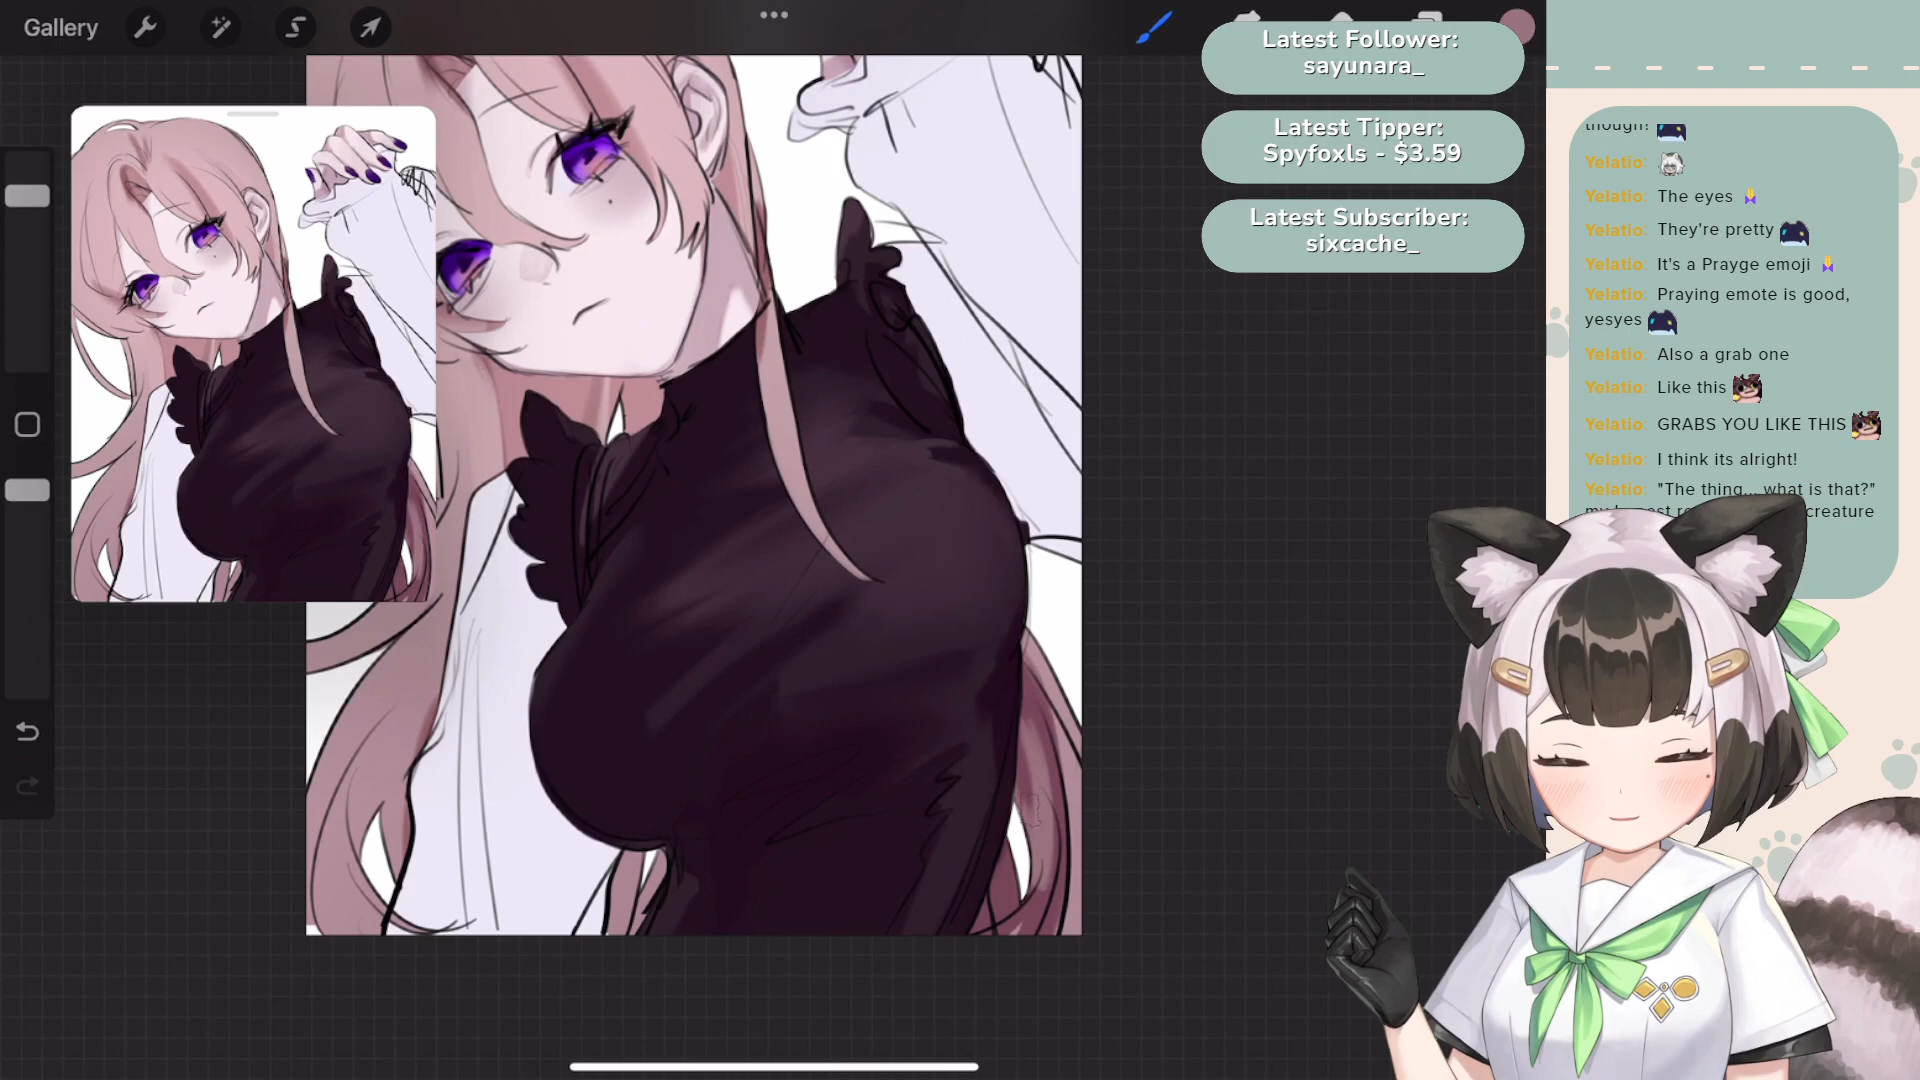 Gallery
Latest Follower:
sayunara_
Latest Tipper:
Spyfoxls - $3.59
Latest Subscriber:
sixcache_
though!
Yelatio:
Yelatio: The eyes
Yelatio: They're pretty
Yelatio: It's a Prayge emoji
Yelatio: Praying emote is good,
yesyes
Yelatio: Also a grab one
Yelatio: Like this
Yelatio: GRABS YOU LIKE THIS
Yelatio: I think its alright!
Yelatio: "The thing... what is that?"
creature